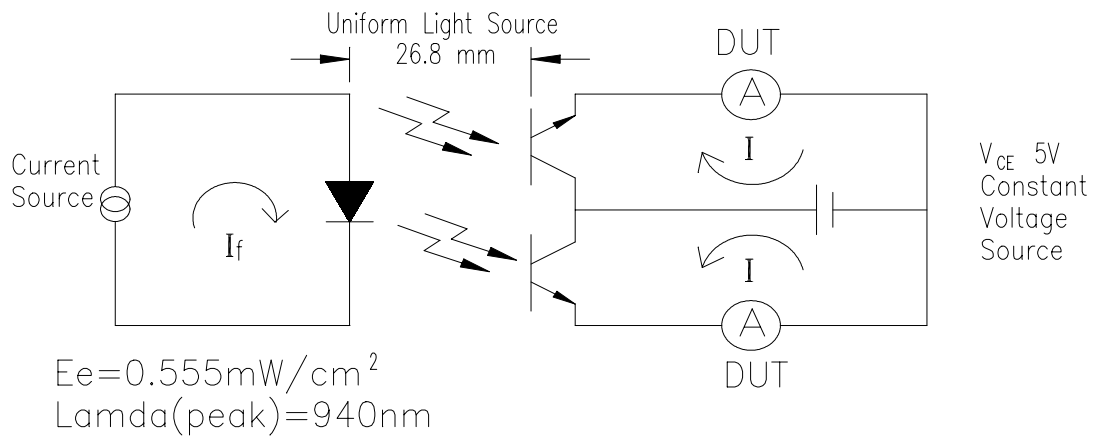 Uniform Light Source
26.8 mm
DUT
A
Current
Source
If
I
VCE 5V
Constant
Voltage
Source
I
A
DUT
Ee=0.555mW/cm²
Lamda(peak)=940nm